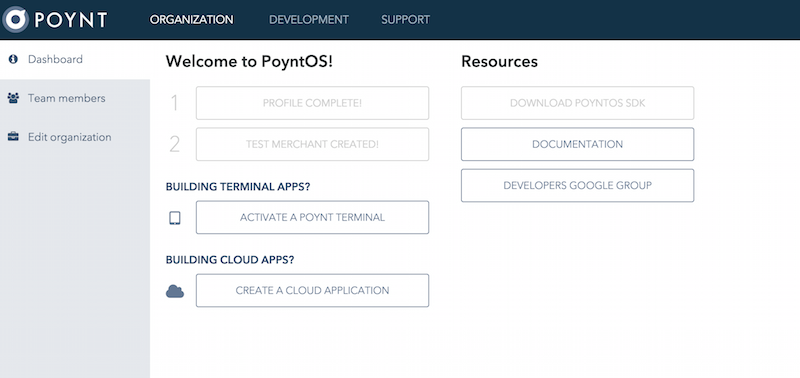 POYNT
ORGANIZATION
DEVELOPMENT
SUPPORT
Dashboard
Team members
Edit organization
Welcome to PoyntOS!
1
PROFILE COMPLETE!
2
TEST MERCHANT CREATED!
BUILDING TERMINAL APPS?
ACTIVATE A POYNT TERMINAL
BUILDING CLOUD APPS?
CREATE A CLOUD APPLICATION
Resources
DOWNLOAD POYNTOS SDK
DOCUMENTATION
DEVELOPERS GOOGLE GROUP